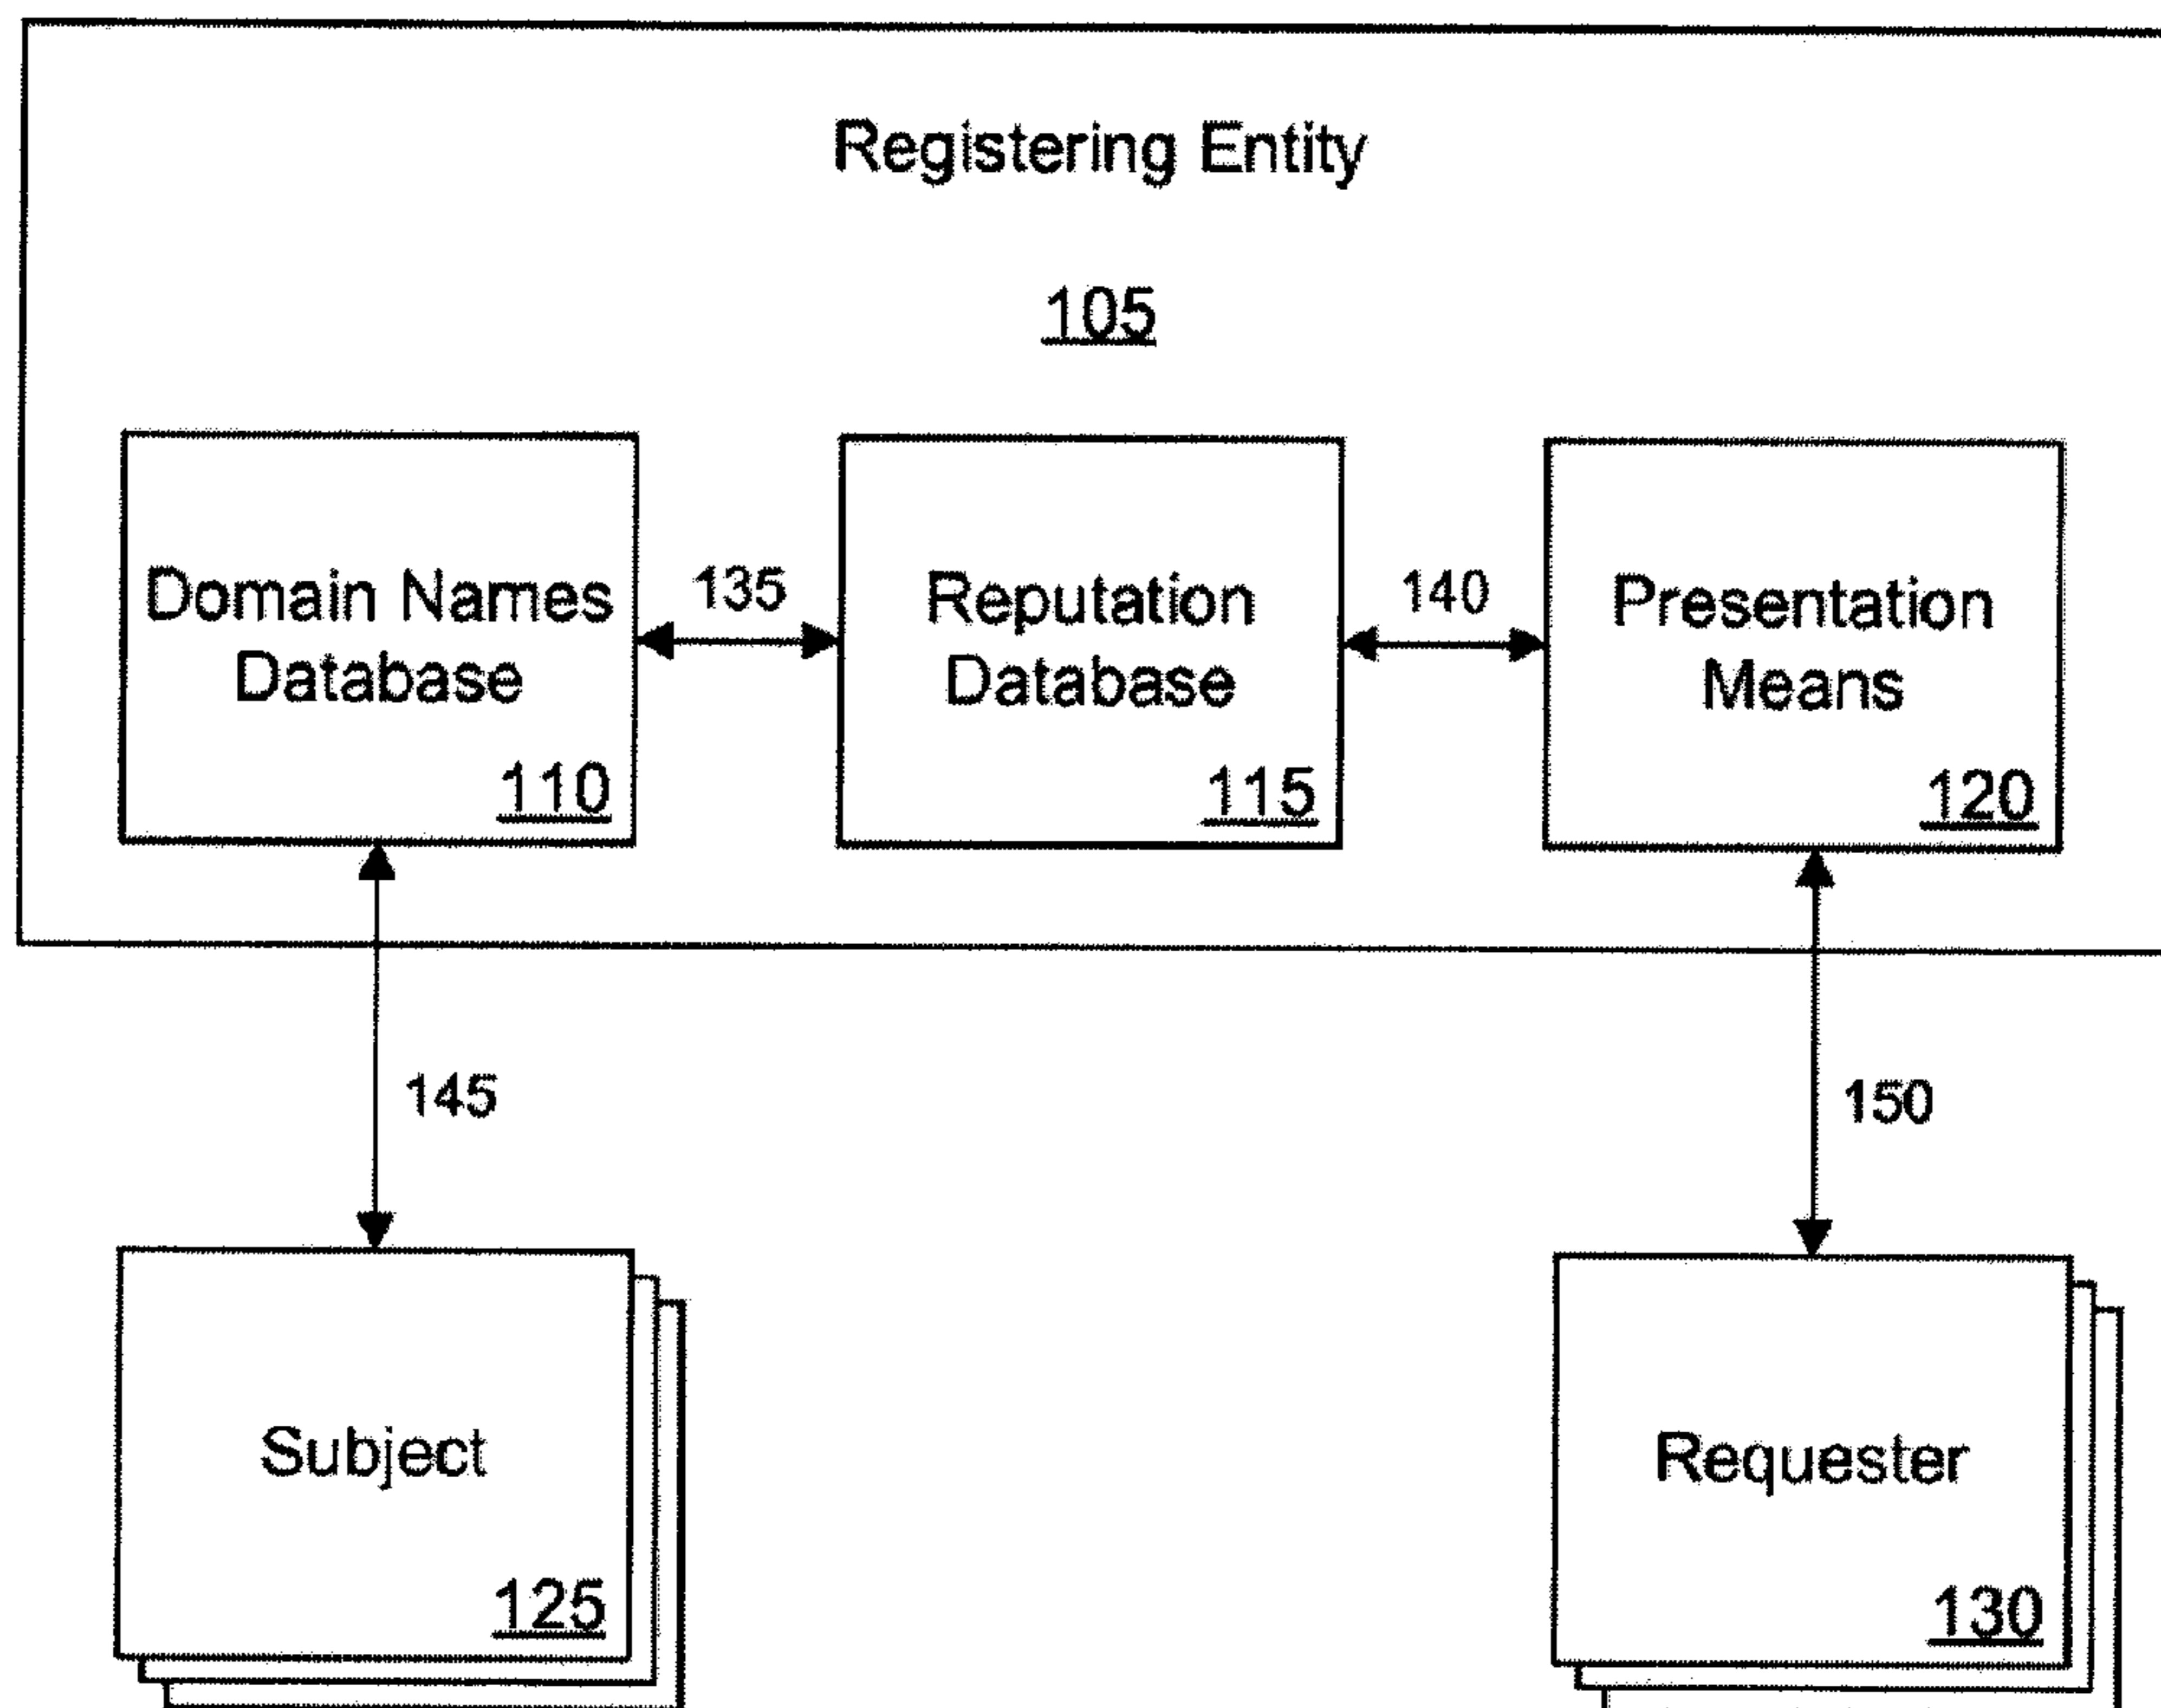 Registering Entity
105
Domain Names
Database
110
135
Reputation
Database
115
140
Presentation
Means
120
145
150
Subject
125
Requester
130